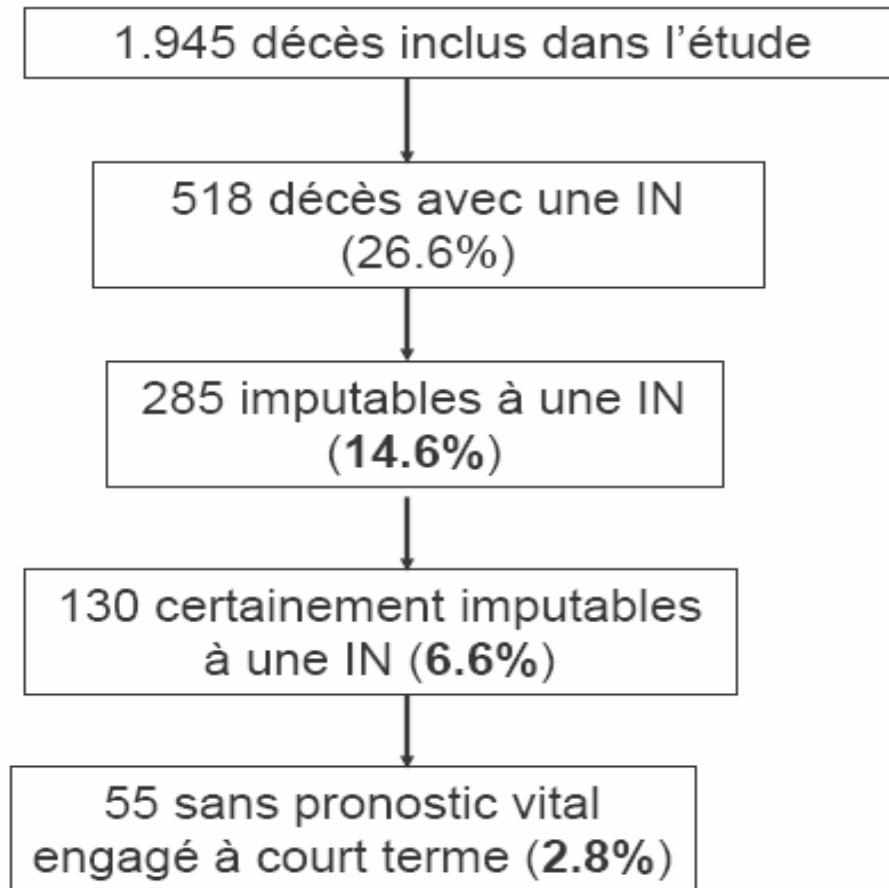 1.945 décès inclus dans l'étude
518 décès avec une IN
(26.6%)
285 imputables à une IN
(14.6%)
130 certainement imputables
à une IN (6.6%)
55 sans pronostic vital
engagé à court terme (2.8%)